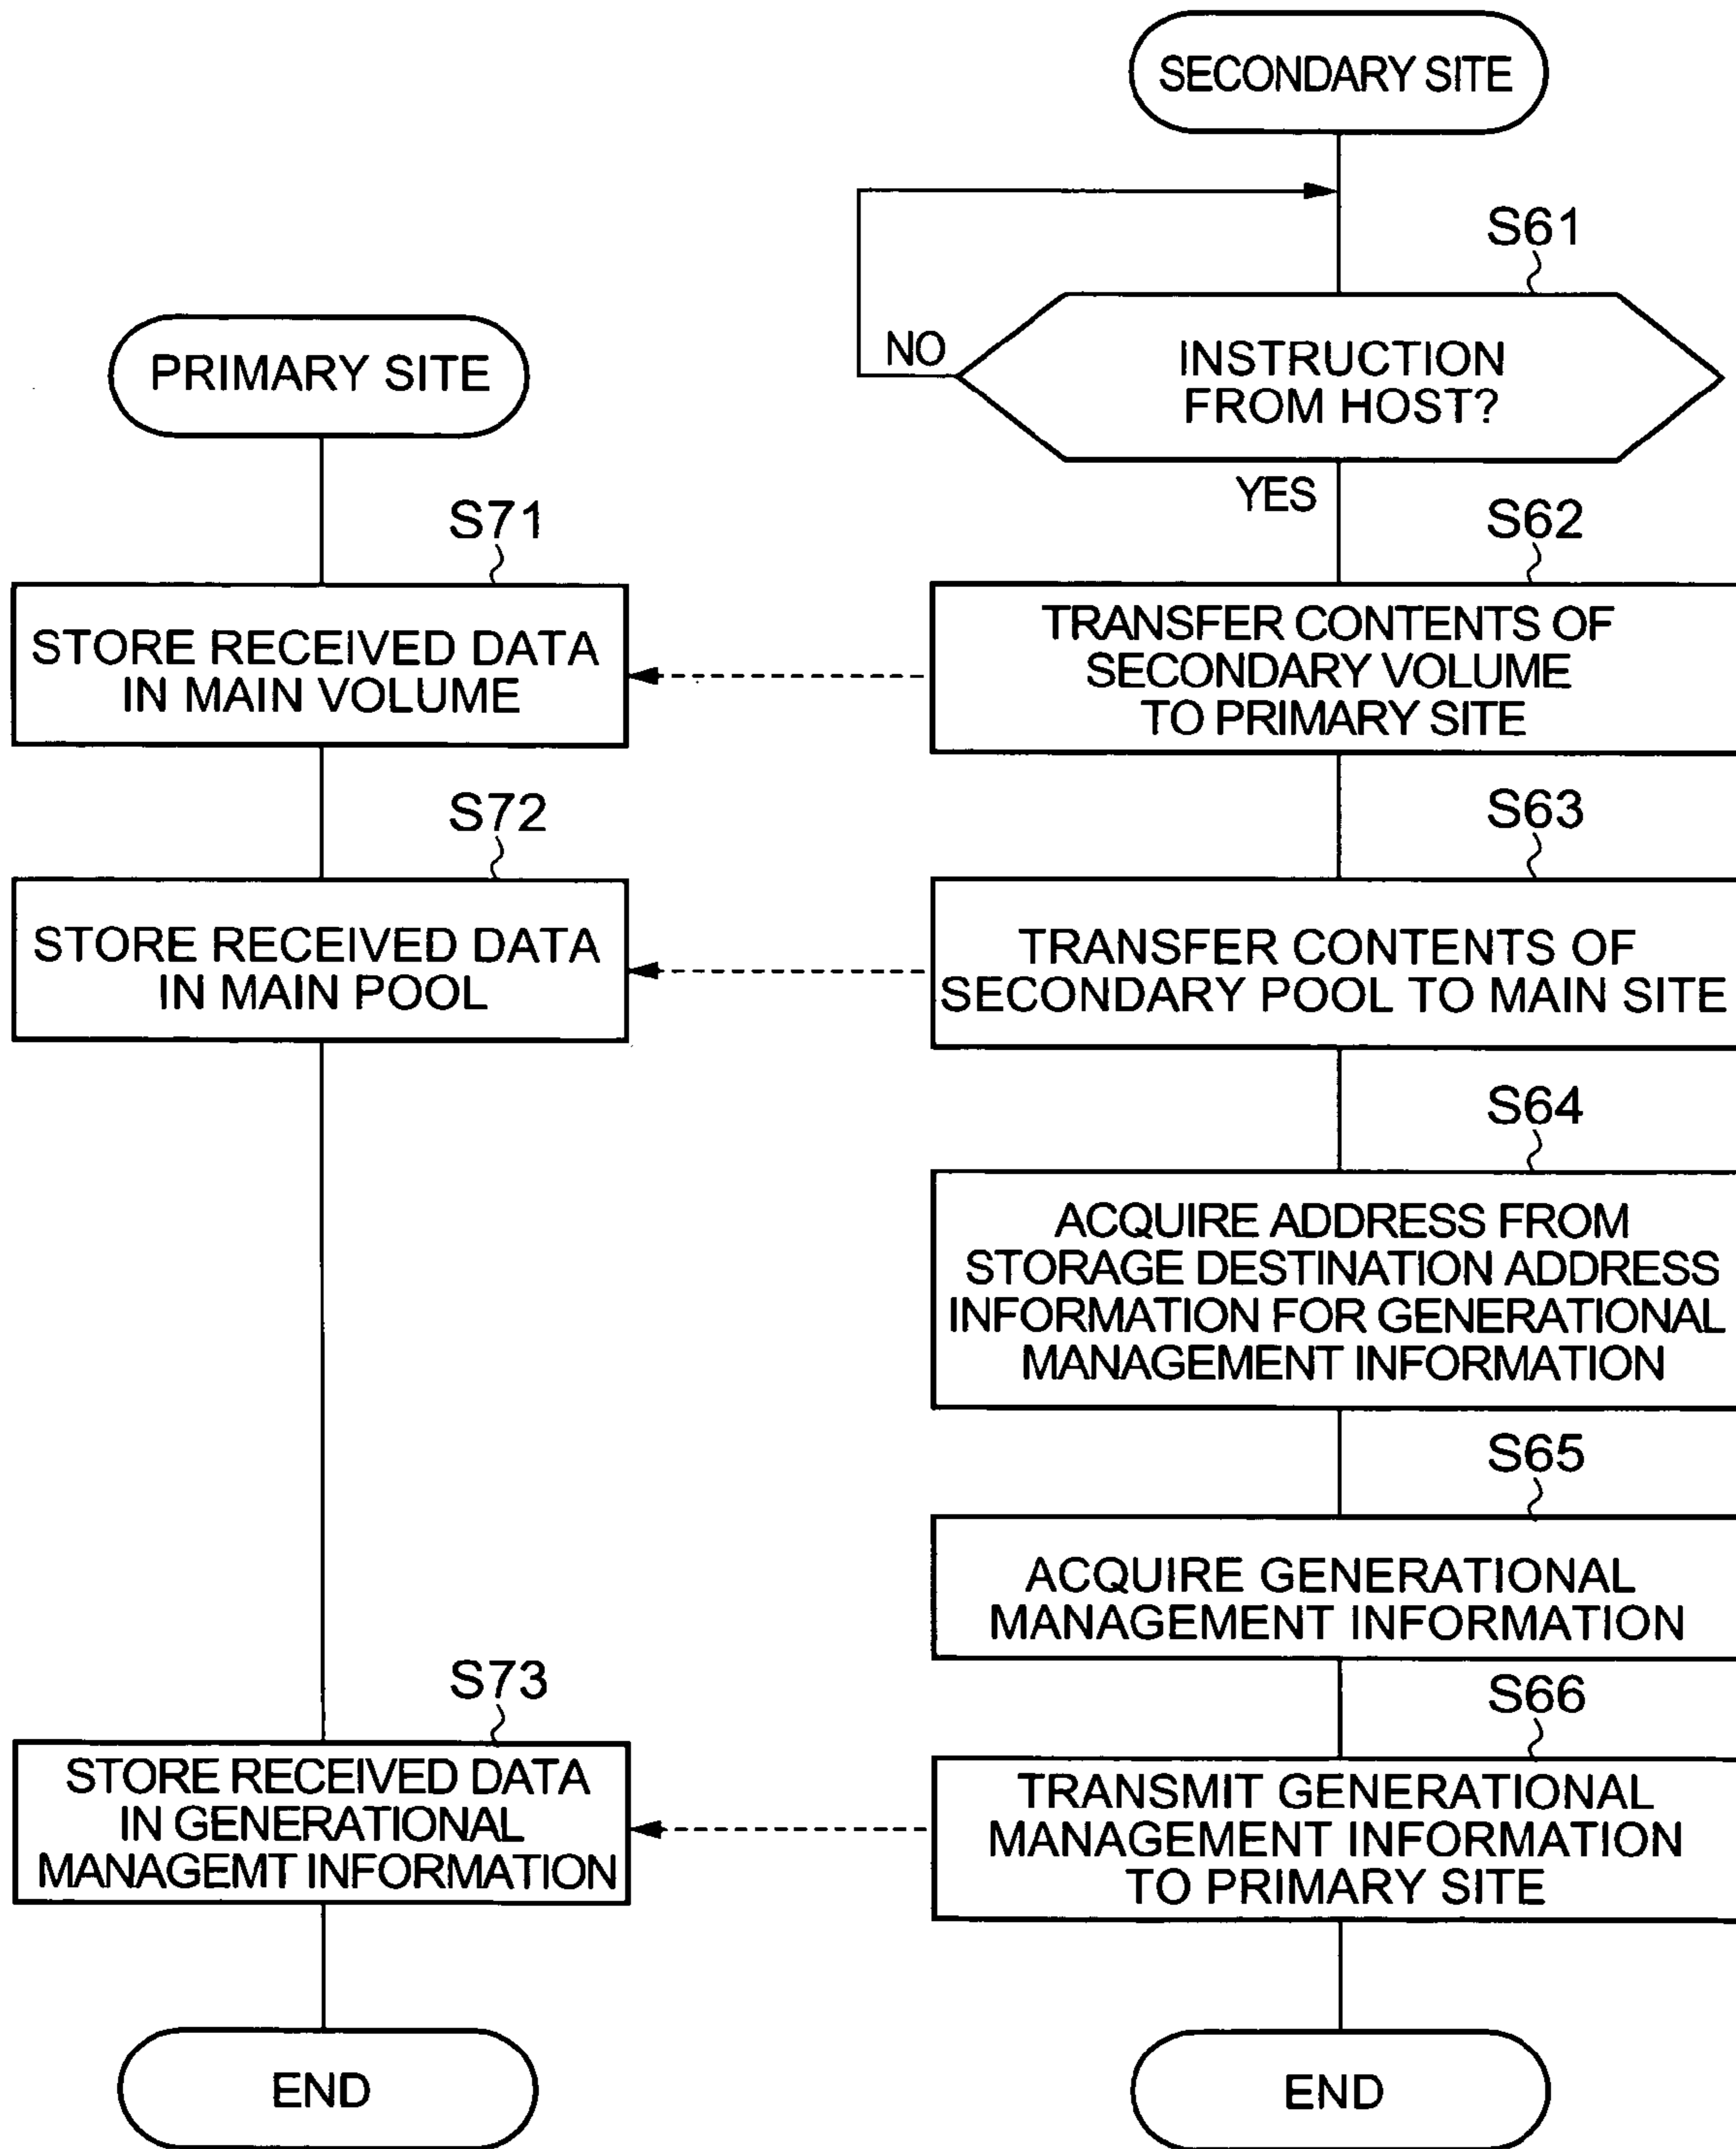 SECONDARY SITE
S61
INSTRUCTION
FROM HOST?
NO
YES
PRIMARY SITE
S71
STORE RECEIVED DATA
IN MAIN VOLUME
S62
TRANSFER CONTENTS OF
SECONDARY VOLUME
TO PRIMARY SITE
S72
STORE RECEIVED DATA
IN MAIN POOL
S63
TRANSFER CONTENTS OF
SECONDARY POOL TO MAIN SITE
S64
ACQUIRE ADDRESS FROM
STORAGE DESTINATION ADDRESS
INFORMATION FOR GENERATIONAL
MANAGEMENT INFORMATION
S65
ACQUIRE GENERATIONAL
MANAGEMENT INFORMATION
S73
STORE RECEIVED DATA
IN GENERATIONAL
MANAGEMT INFORMATION
S66
TRANSMIT GENERATIONAL
MANAGEMENT INFORMATION
TO PRIMARY SITE
END
END